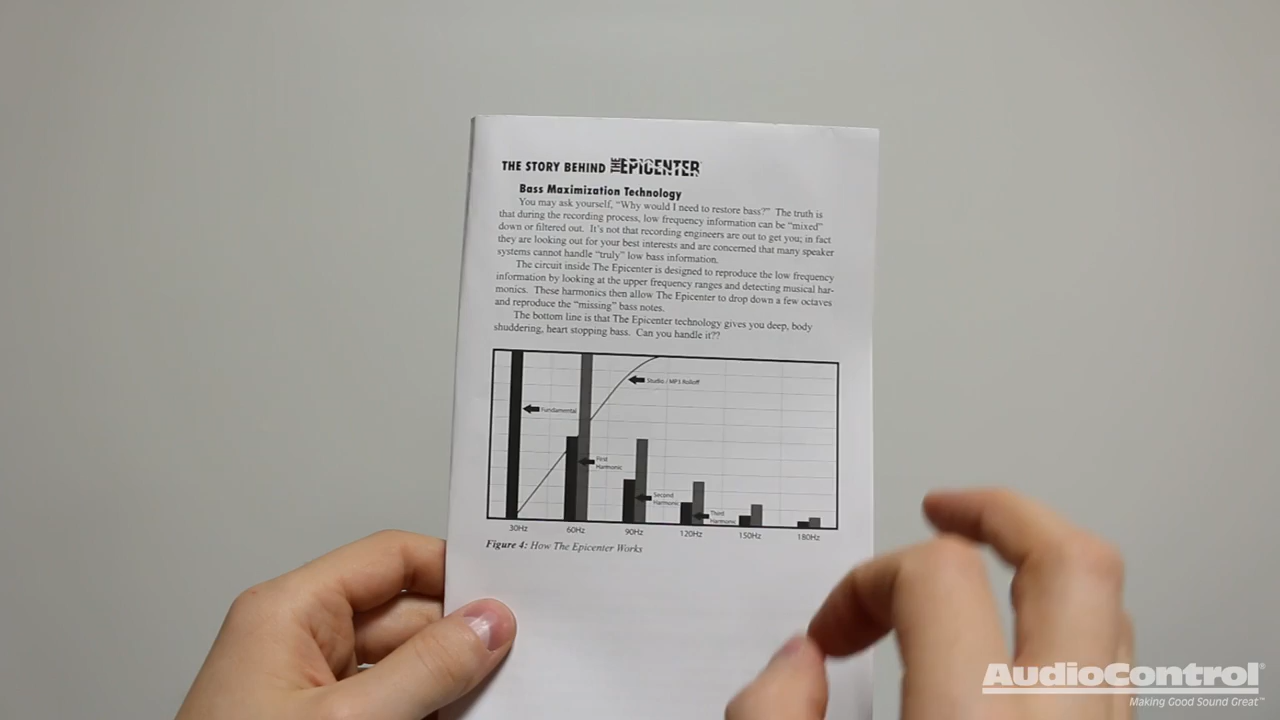 THE STORY BEHIND THE EPICENTER
Bass Maximization Technology
You may ask yourself, “Why would I need to restore bass?” The truth is
that during the recording process, low frequency information can be “mixed”
down or filtered out. It’s not that recording engineers are out to get you; in fact
they are looking out for your best interests and are concerned that many speaker
systems cannot handle “truly” low bass information.
The circuit inside The Epicenter is designed to reproduce the low frequency
information by looking at the upper frequency ranges and detecting musical har-
monics. These harmonics then allow The Epicenter to drop down a few octaves
and reproduce the “missing” bass notes.
The bottom line is that The Epicenter technology gives you deep, body
shuddering, heart stopping bass. Can you handle it??
Studio / MP3 Rolloff
Fundamental
First
Harmonic
Second
Harmonic
Third
Harmonic
30Hz 60Hz 90Hz 120Hz 150Hz 180Hz
Figure 4: How The Epicenter Works
AudioControl®
Making Good Sound Great™